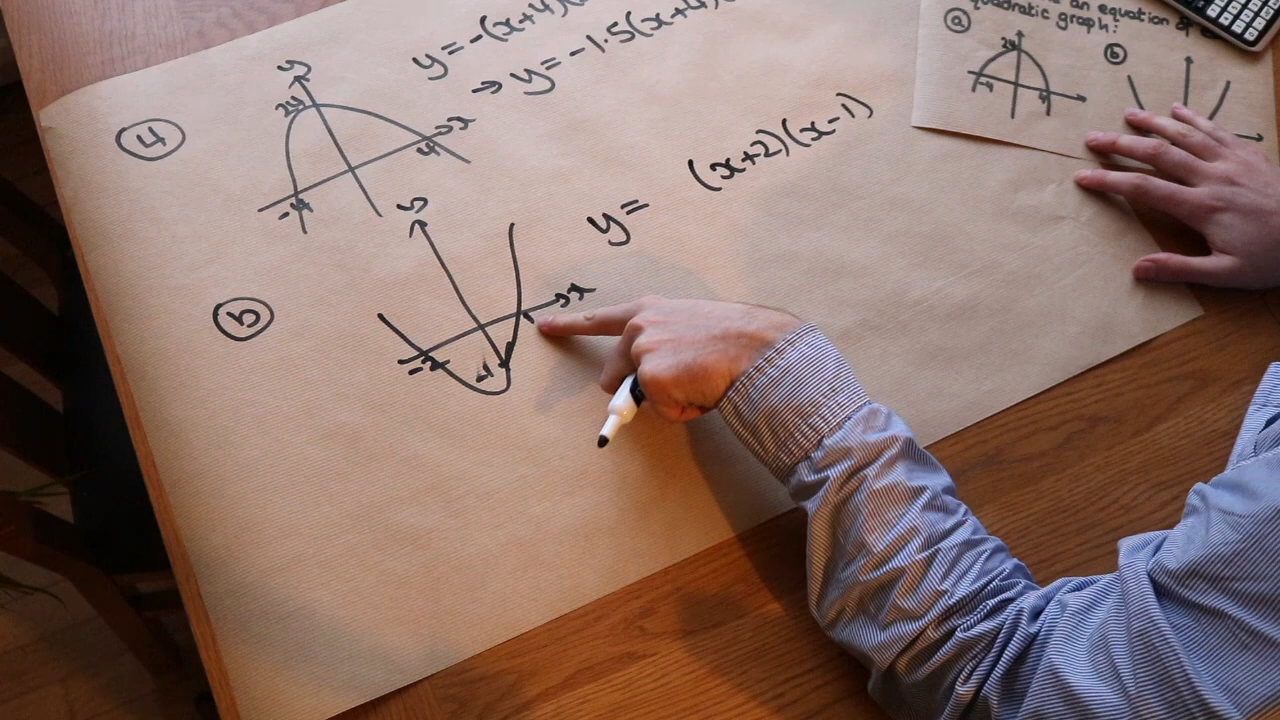 y=-(x+4)(
→ y=-1.5(x+4)
4
y
24
x
-4
4
y= (x+2)(x-1)
b
y
x
-2
1
an equation
quadratic graph:
a
24
-4
4
b